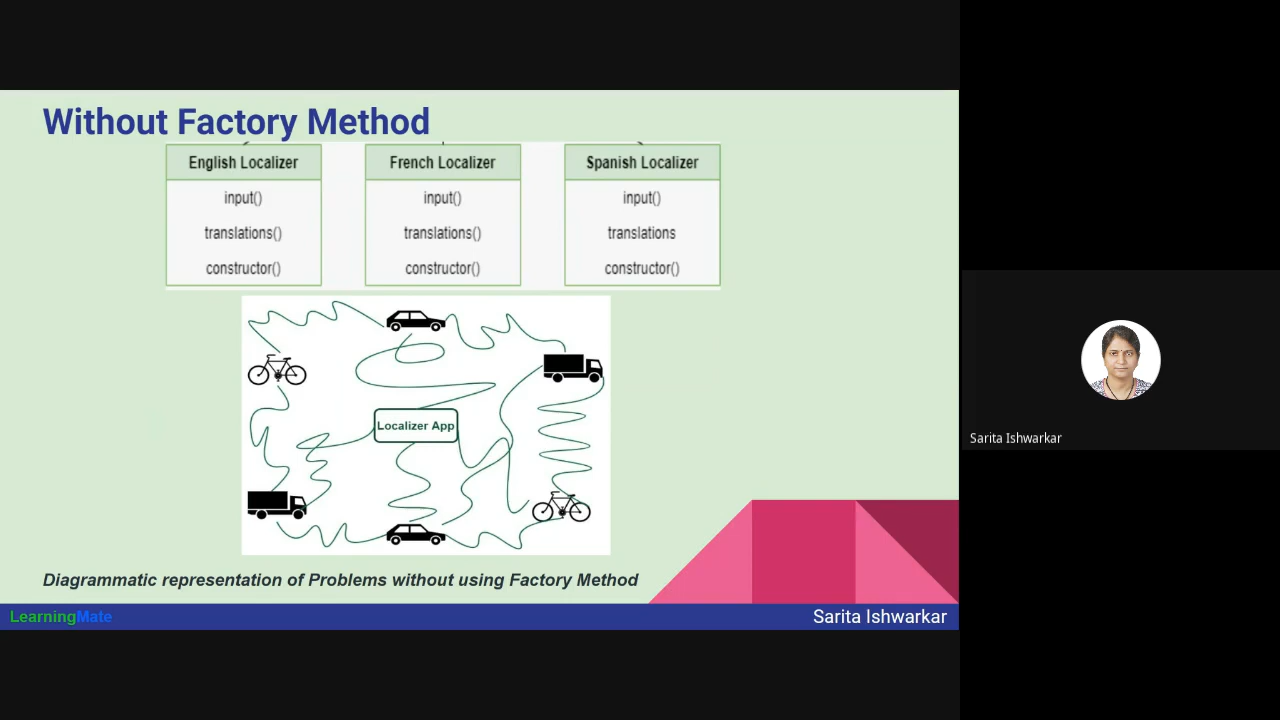 Without Factory Method
English Localizer
input()
translations()
constructor()
French Localizer
input()
translations()
constructor()
Spanish Localizer
input()
translations
constructor()
Localizer App
Diagrammatic representation of Problems without using Factory Method
LearningMate
Sarita Ishwarkar
Sarita Ishwarkar